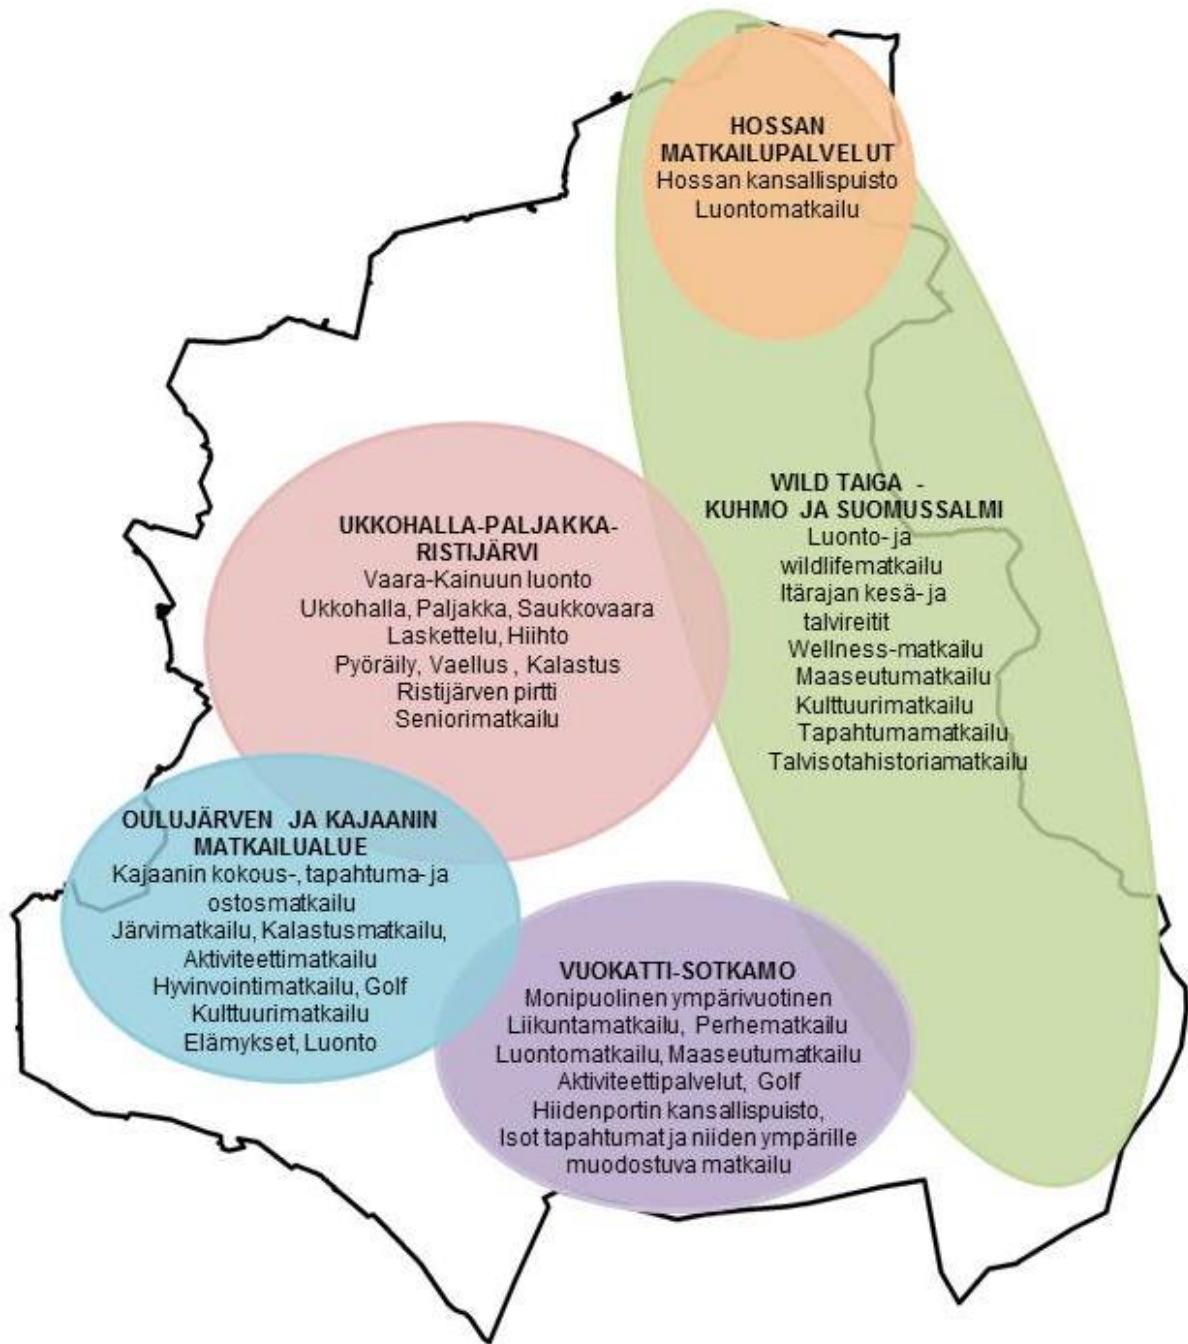 HOSSAN
MATKAILUPALVELUT
Hossan kansallispuisto
Luontomatkailu
WILD TAIGA -
KUHMO JA SUOMUSSALMI
Luonto- ja
wildlifematkailu
Itärajan kesä- ja
talvireitit
Wellness-matkailu
Maaseutumatkailu
Kulttuurimatkailu
Tapahtumamatkailu
Talvisotahistoriamatkailu
UKKOHALLA-PALJAKKA-
RISTIJÄRVI
Vaara-Kainuun luonto
Ukkohalla, Paljakka, Saukkovaara
Laskettelu, Hiihto
Pyöräily, Vaellus , Kalastus
Ristijärven pirtti
Seniorimatkailu
OULUJÄRVEN JA KAJAANIN
MATKAILUALUE
Kajaanin kokous-, tapahtuma- ja
ostosmatkailu
Järvimatkailu, Kalastusmatkailu,
Aktiviteettimatkailu
Hyvinvointimatkailu, Golf
Kulttuurimatkailu
Elämykset, Luonto
VUOKATTI-SOTKAMO
Monipuolinen ympärivuotinen
Liikuntamatkailu, Perhematkailu
Luontomatkailu, Maaseutumatkailu
Aktiviteettipalvelut, Golf
Hiidenportin kansallispuisto,
Isot tapahtumat ja niiden ympärille
muodostuva matkailu